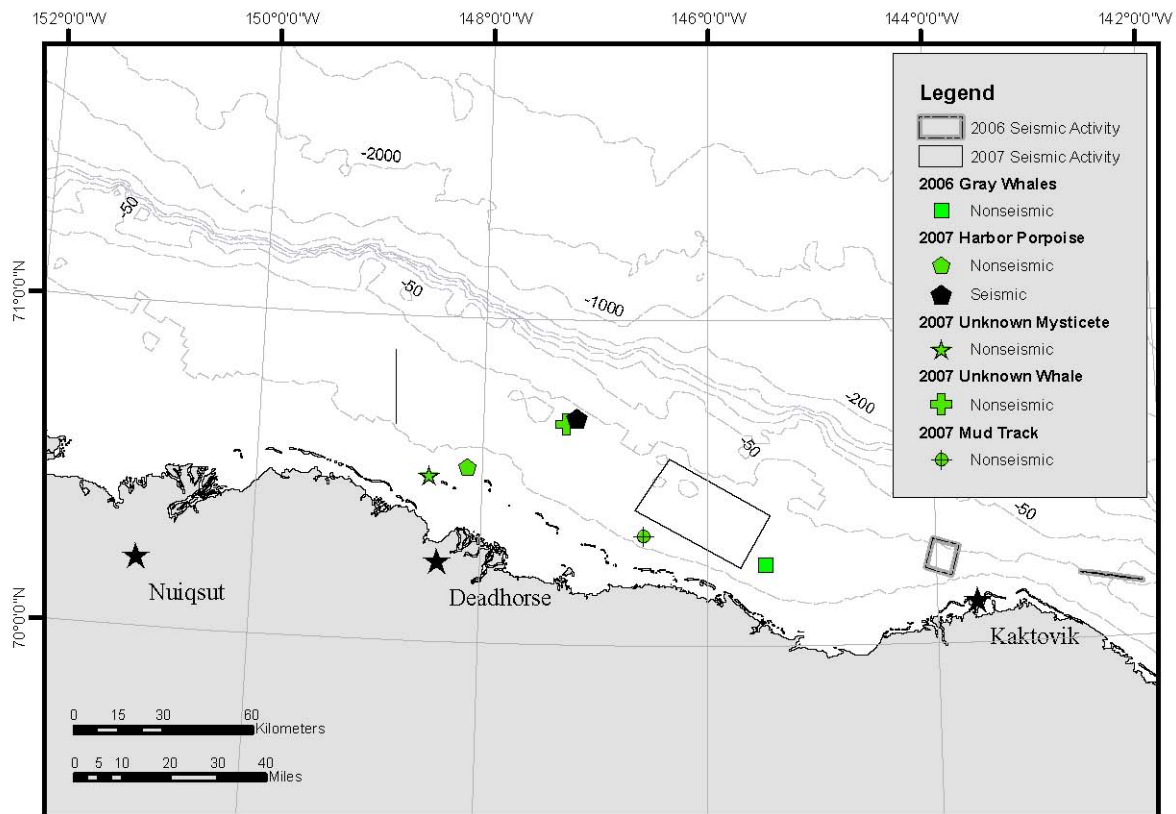 152°0'0"W
150°0'0"W
148°0'0"W
146°0'0"W
144°0'0"W
142°0'0"W
71°0'0"N
70°0'0"N
-2000
-50
-50
-1000
-200
-50
-50
Legend
2006 Seismic Activity
2007 Seismic Activity
2006 Gray Whales
Nonseismic
2007 Harbor Porpoise
Nonseismic
Seismic
2007 Unknown Mysticete
Nonseismic
2007 Unknown Whale
Nonseismic
2007 Mud Track
Nonseismic
Nuiqsut
Deadhorse
Kaktovik
0 15 30 60
Kilometers
0 5 10 20 30 40
Miles